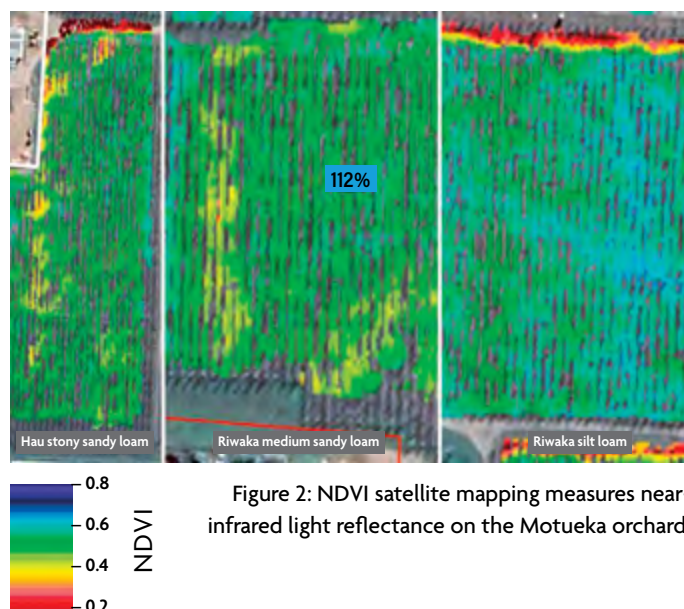 112%
Hau stony sandy loam
Riwaka medium sandy loam
Riwaka silt loam
0.8
0.6
0.4
0.2
NDVI
Figure 2: NDVI satellite mapping measures near
infrared light reflectance on the Motueka orchard